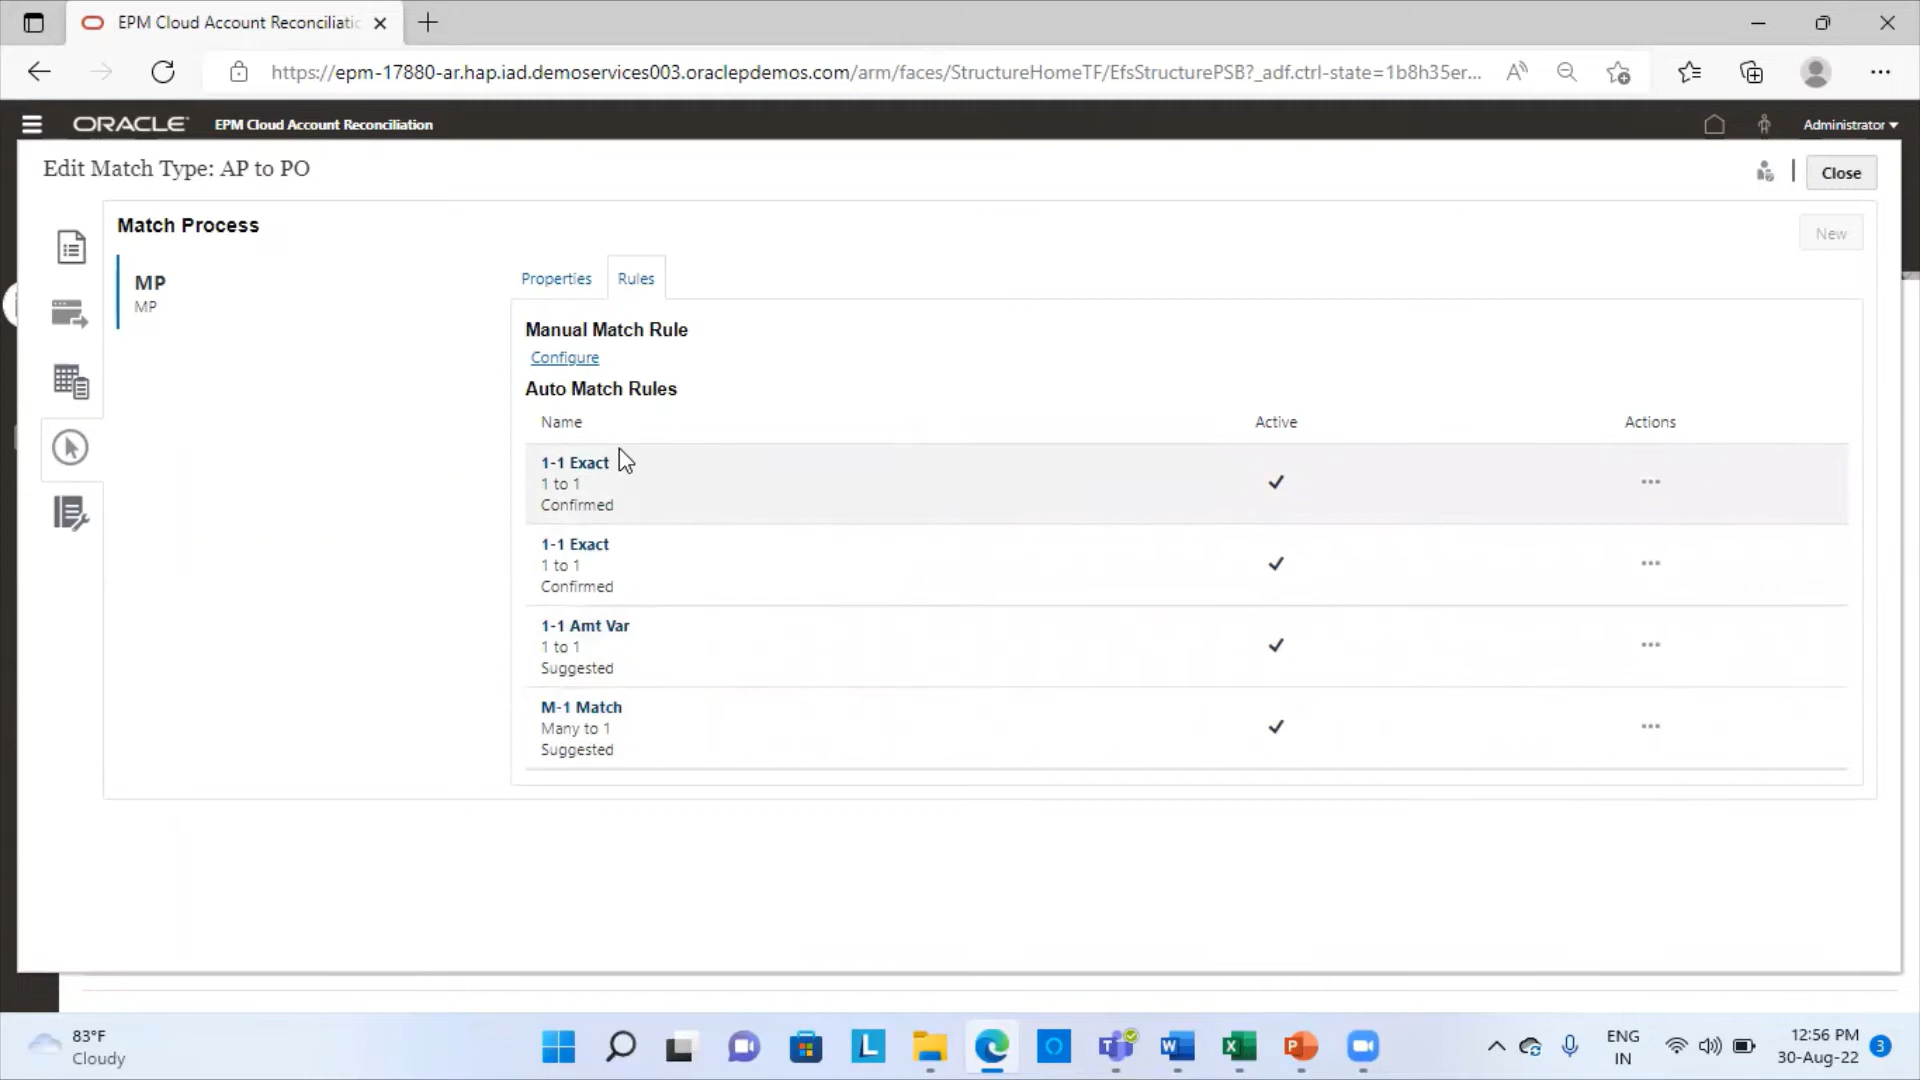 EPM Cloud Account Reconciliatio
https://epm-17880-ar.hap.iad.demoservices003.oraclepdemos.com/arm/faces/StructureHomeTF/EfsStructurePSB?_adf.ctrl-state=1b8h35er...
ORACLE EPM Cloud Account Reconciliation
Administrator
Edit Match Type: AP to PO
Close
Match Process
New
MP
MP
Properties
Rules
Manual Match Rule
Configure
Auto Match Rules
Name
Active
Actions
1-1 Exact
1 to 1
Confirmed
1-1 Exact
1 to 1
Confirmed
1-1 Amt Var
1 to 1
Suggested
M-1 Match
Many to 1
Suggested
83°F
Cloudy
ENG
IN
12:56 PM
30-Aug-22
3